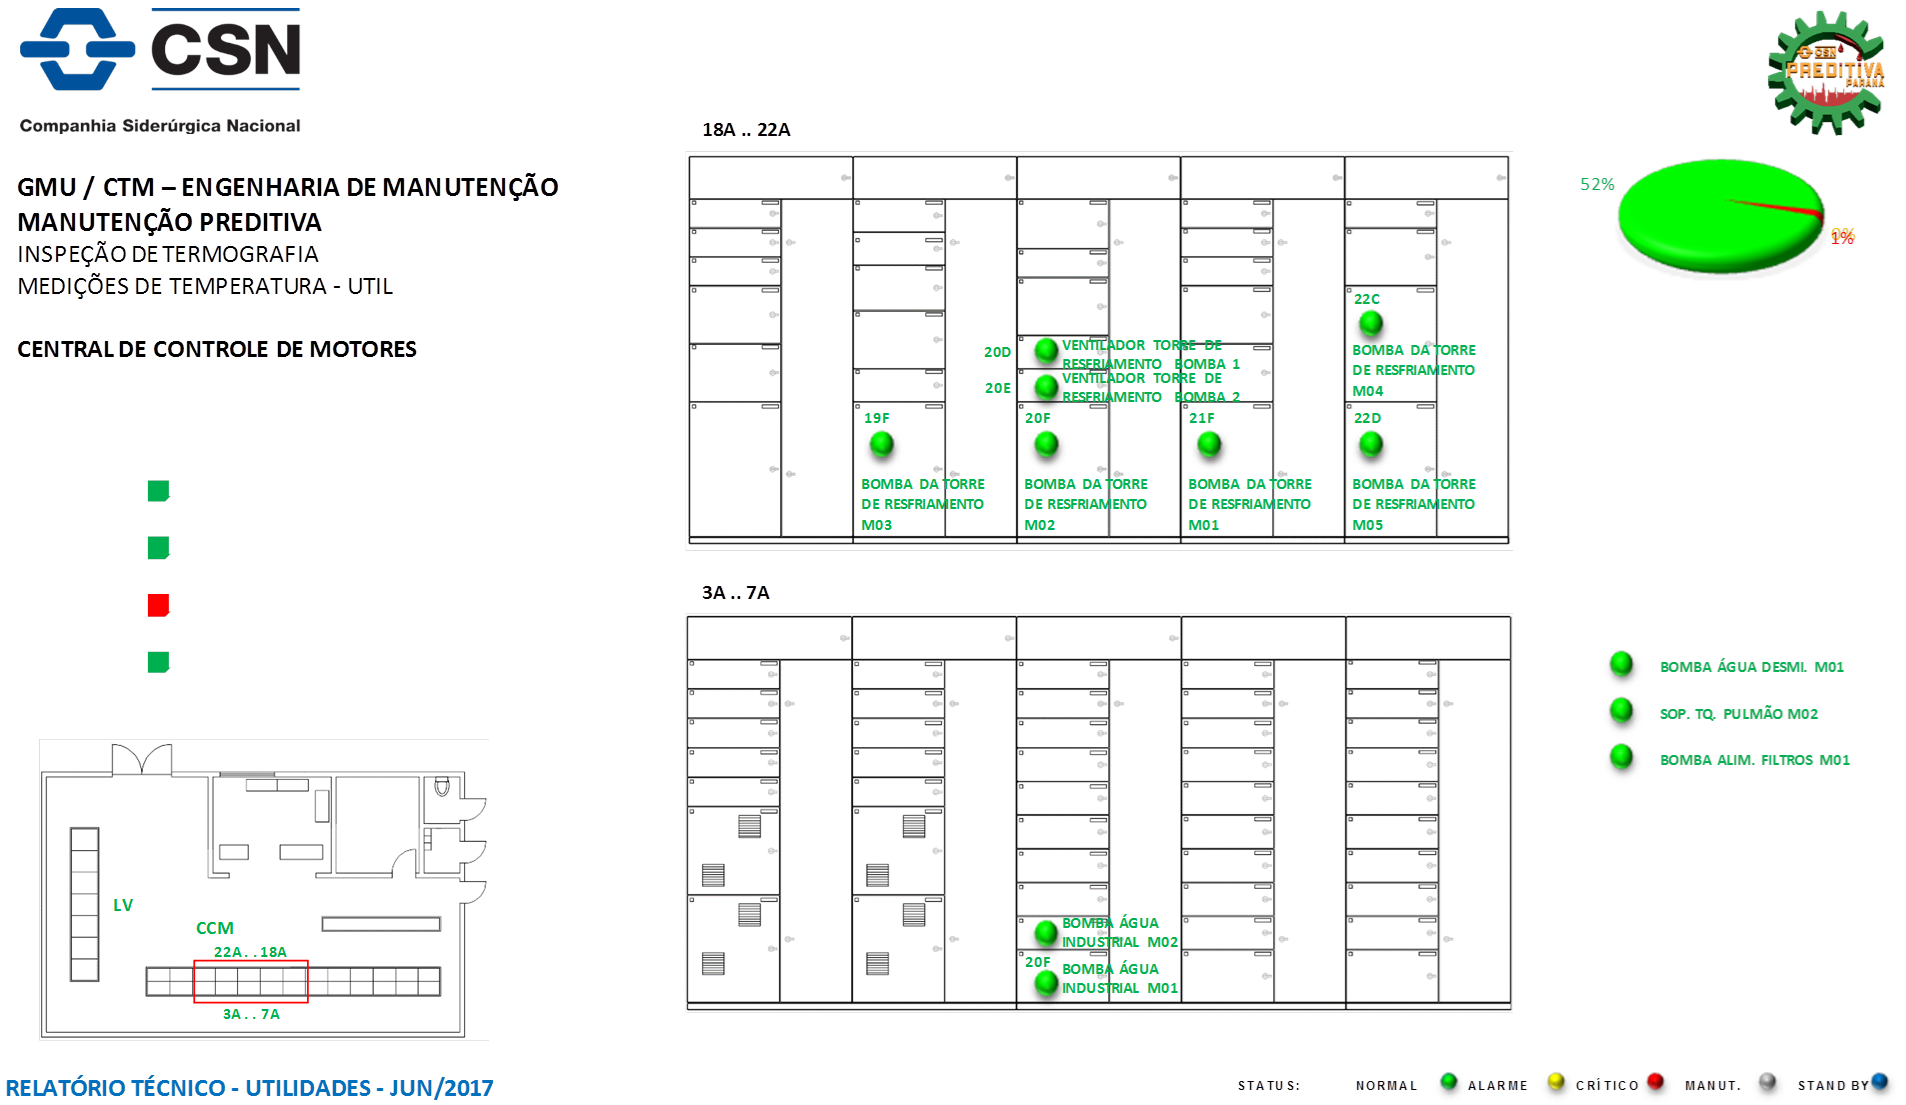 CSN
Companhia Siderúrgica Nacional
GMU / CTM – ENGENHARIA DE MANUTENÇÃO
MANUTENÇÃO PREDITIVA
INSPEÇÃO DE TERMOGRAFIA
MEDIÇÕES DE TEMPERATURA - UTIL
CENTRAL DE CONTROLE DE MOTORES
CSN
PREDITIVA
PARANÁ
52%
0%
1%
18A .. 22A
22C
BOMBA DA TORRE
DE RESFRIAMENTO
M04
20D
VENTILADOR TORRE DE
RESFRIAMENTO BOMBA 1
20E
VENTILADOR TORRE DE
RESFRIAMENTO BOMBA 2
19F
BOMBA DA TORRE
DE RESFRIAMENTO
M03
20F
BOMBA DA TORRE
DE RESFRIAMENTO
M02
21F
BOMBA DA TORRE
DE RESFRIAMENTO
M01
22D
BOMBA DA TORRE
DE RESFRIAMENTO
M05
3A .. 7A
BOMBA ÁGUA
INDUSTRIAL M02
20F
BOMBA ÁGUA
INDUSTRIAL M01
BOMBA ÁGUA DESMI. M01
SOP. TQ. PULMÃO M02
BOMBA ALIM. FILTROS M01
LV
CCM
22A. . 18A
3A . . 7A
RELATÓRIO TÉCNICO - UTILIDADES - JUN/2017
STATUS: NORMAL ALARME CRÍTICO MANUT. STAND BY